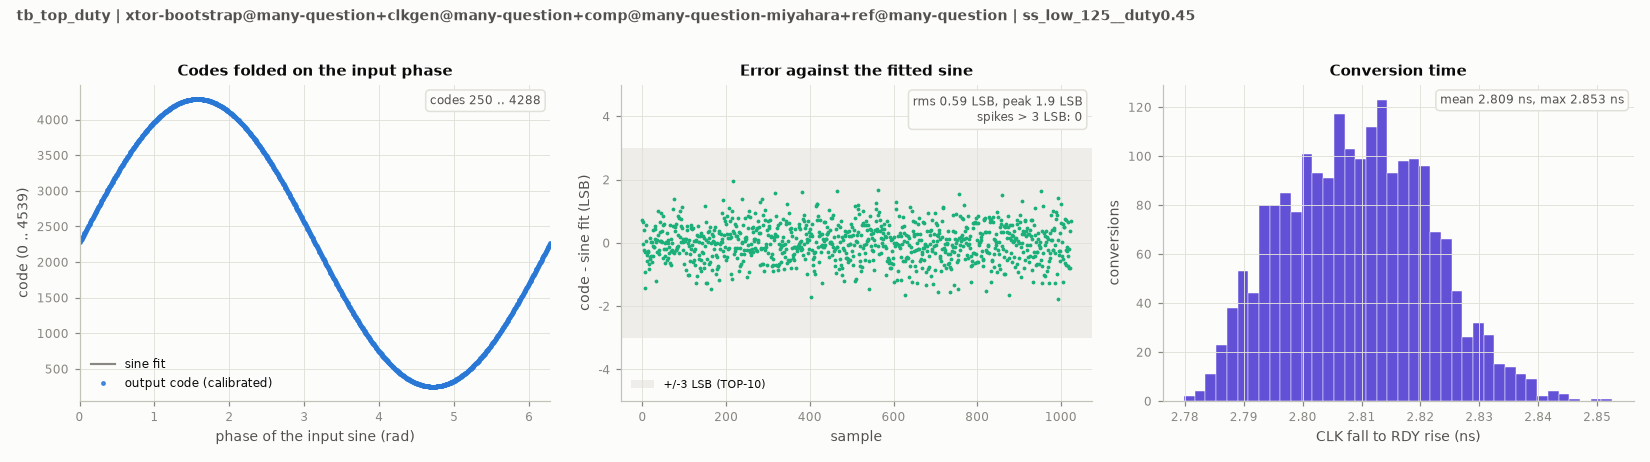 tb_top_duty | xtor-bootstrap@many-question+clkgen@many-question+comp@many-question-miyahara+ref@many-question | ss_low_125__duty0.45
Codes folded on the input phase
codes 250 .. 4288
code (0 .. 4539)
4000
3500
3000
2500
2000
1500
1000
500
sine fit
output code (calibrated)
0 1 2 3 4 5 6
phase of the input sine (rad)
Error against the fitted sine
rms 0.59 LSB, peak 1.9 LSB
spikes > 3 LSB: 0
code - sine fit (LSB)
4
2
0
-2
-4
+/-3 LSB (TOP-10)
0 200 400 600 800 1000
sample
Conversion time
mean 2.809 ns, max 2.853 ns
conversions
120
100
80
60
40
20
0
2.78 2.79 2.80 2.81 2.82 2.83 2.84 2.85
CLK fall to RDY rise (ns)